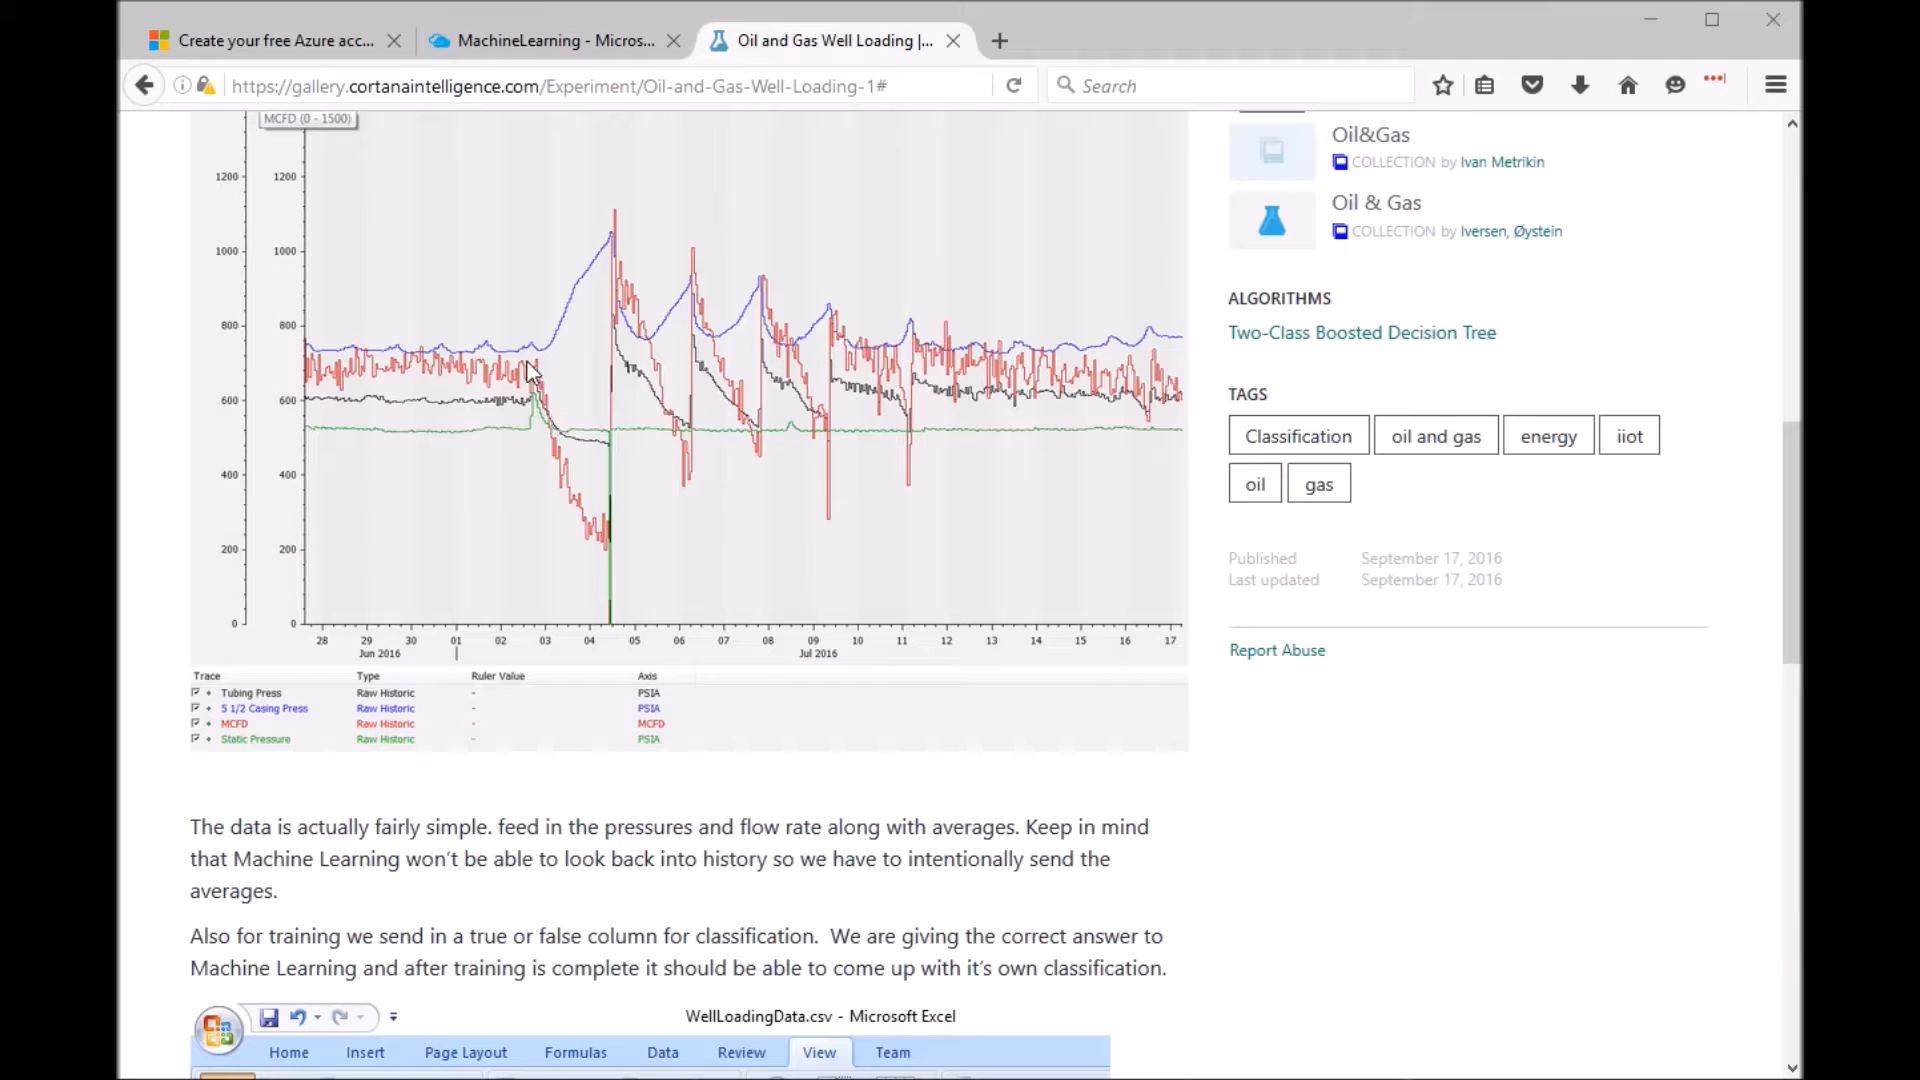 Create your free Azure acc...
MachineLearning - Micros...
Oil and Gas Well Loading |...
https://gallery.cortanaintelligence.com/Experiment/Oil-and-Gas-Well-Loading-1#
Search
MCFD (0 - 1500)
1200
1000
800
600
400
200
0
1200
1000
800
600
400
200
0
28 29 30 01 02 03 04 05 06 07 08 09 10 11 12 13 14 15 16 17
Jun 2016
Jul 2016
Trace Type Ruler Value Axis
Tubing Press Raw Historic - PSIA
5 1/2 Casing Press Raw Historic - PSIA
MCFD Raw Historic - MCFD
Static Pressure Raw Historic - PSIA
The data is actually fairly simple. feed in the pressures and flow rate along with averages. Keep in mind
that Machine Learning won't be able to look back into history so we have to intentionally send the
averages.
Also for training we send in a true or false column for classification. We are giving the correct answer to
Machine Learning and after training is complete it should be able to come up with it's own classification.
WellLoadingData.csv - Microsoft Excel
Home Insert Page Layout Formulas Data Review View Team
Oil&Gas
COLLECTION by Ivan Metrikin
Oil & Gas
COLLECTION by Iversen, Øystein
ALGORITHMS
Two-Class Boosted Decision Tree
TAGS
Classification oil and gas energy iiot
oil gas
Published September 17, 2016
Last updated September 17, 2016
Report Abuse